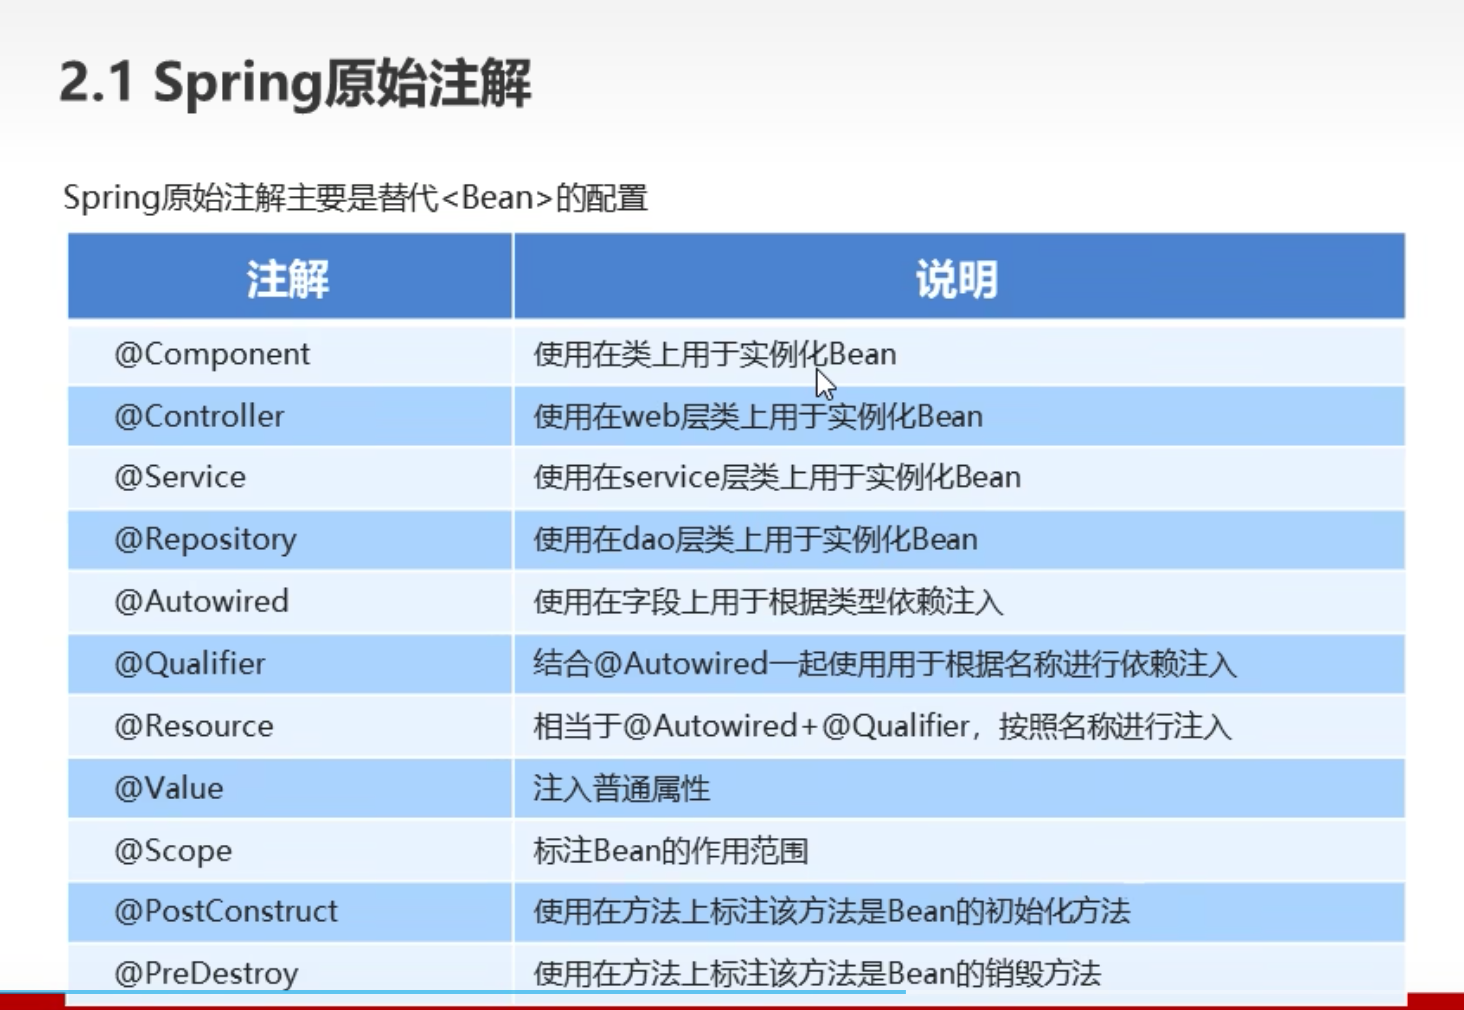 2.1 Spring原始注解
Spring原始注解主要是替代<Bean>的配置
注解 说明
@Component 使用在类上用于实例化Bean
@Controller 使用在web层类上用于实例化Bean
@Service 使用在service层类上用于实例化Bean
@Repository 使用在dao层类上用于实例化Bean
@Autowired 使用在字段上用于根据类型依赖注入
@Qualifier 结合@Autowired一起使用用于根据名称进行依赖注入
@Resource 相当于@Autowired+@Qualifier，按照名称进行注入
@Value 注入普通属性
@Scope 标注Bean的作用范围
@PostConstruct 使用在方法上标注该方法是Bean的初始化方法
@PreDestroy 使用在方法上标注该方法是Bean的销毁方法